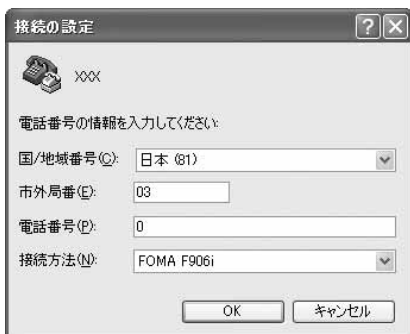 接続の設定
XXX
電話番号の情報を入力してください:
国/地域番号(C): 日本 (81)
市外局番(E): 03
電話番号(P): 0
接続方法(N): FOMA F906i
OK キャンセル